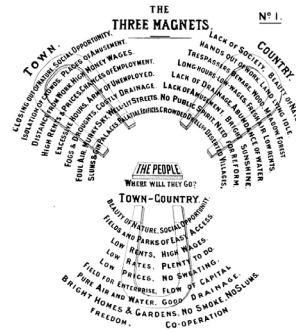 THE
THREE MAGNETS.
Nº 1.
TOWN.
CLOSING OUT OF NATURE. SOCIAL OPPORTUNITY.
ISOLATION OF CROWDS. PLACES OF AMUSEMENT.
DISTANCE FROM WORK. HIGH MONEY WAGES.
HIGH RENTS & PRICES. CHANCES OF EMPLOYMENT.
EXCESSIVE HOURS. ARMY OF UNEMPLOYED.
FOGS & DROUGHTS. COSTLY DRAINAGE.
FOUL AIR. MURKY SKY. WELL-LIT STREETS.
SLUMS & GIN PALACES. PALATIAL EDIFICES.
COUNTRY.
LACK OF SOCIETY. BEAUTY OF NATURE.
HANDS OUT OF WORK. LAND LYING IDLE.
TRESPASSERS BEWARE. WOOD, MEADOW, FOREST.
LONG HOURS. LOW WAGES. FRESH AIR. LOW RENTS.
LACK OF DRAINAGE. ABUNDANCE OF WATER.
LACK OF AMUSEMENT. BRIGHT SUNSHINE.
NO PUBLIC SPIRIT. NEED FOR REFORM.
CROWDED DWELLINGS. DESERTED VILLAGES.
THE PEOPLE
WHERE WILL THEY GO?
TOWN-COUNTRY.
BEAUTY OF NATURE. SOCIAL OPPORTUNITY.
FIELDS AND PARKS OF EASY ACCESS.
LOW RENTS, HIGH WAGES.
LOW RATES, PLENTY TO DO.
LOW PRICES, NO SWEATING.
FIELD FOR ENTERPRISE, FLOW OF CAPITAL.
PURE AIR AND WATER. GOOD DRAINAGE.
BRIGHT HOMES & GARDENS, NO SMOKE, NO SLUMS.
FREEDOM. CO-OPERATION